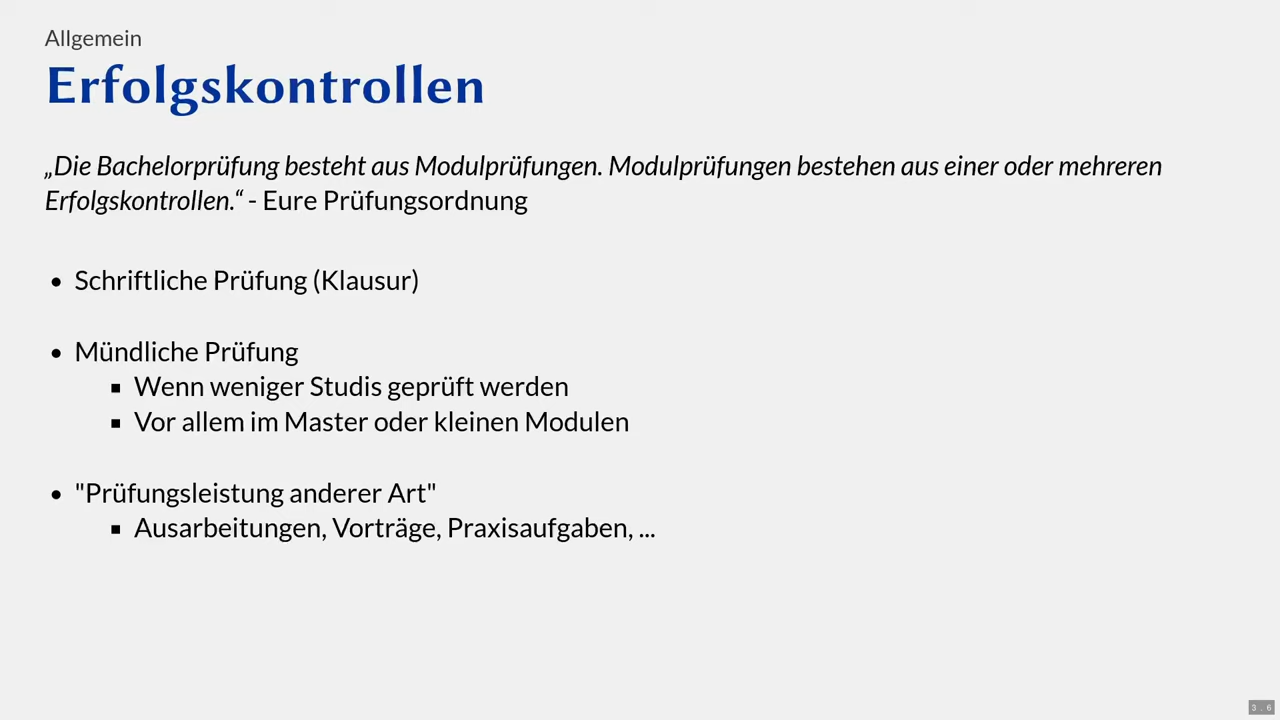 Allgemein
Erfolgskontrollen
„Die Bachelorprüfung besteht aus Modulprüfungen. Modulprüfungen bestehen aus einer oder mehreren
Erfolgskontrollen.“ - Eure Prüfungsordnung
• Schriftliche Prüfung (Klausur)
• Mündliche Prüfung
▪ Wenn weniger Studis geprüft werden
▪ Vor allem im Master oder kleinen Modulen
• "Prüfungsleistung anderer Art"
▪ Ausarbeitungen, Vorträge, Praxisaufgaben, ...
3 . 6